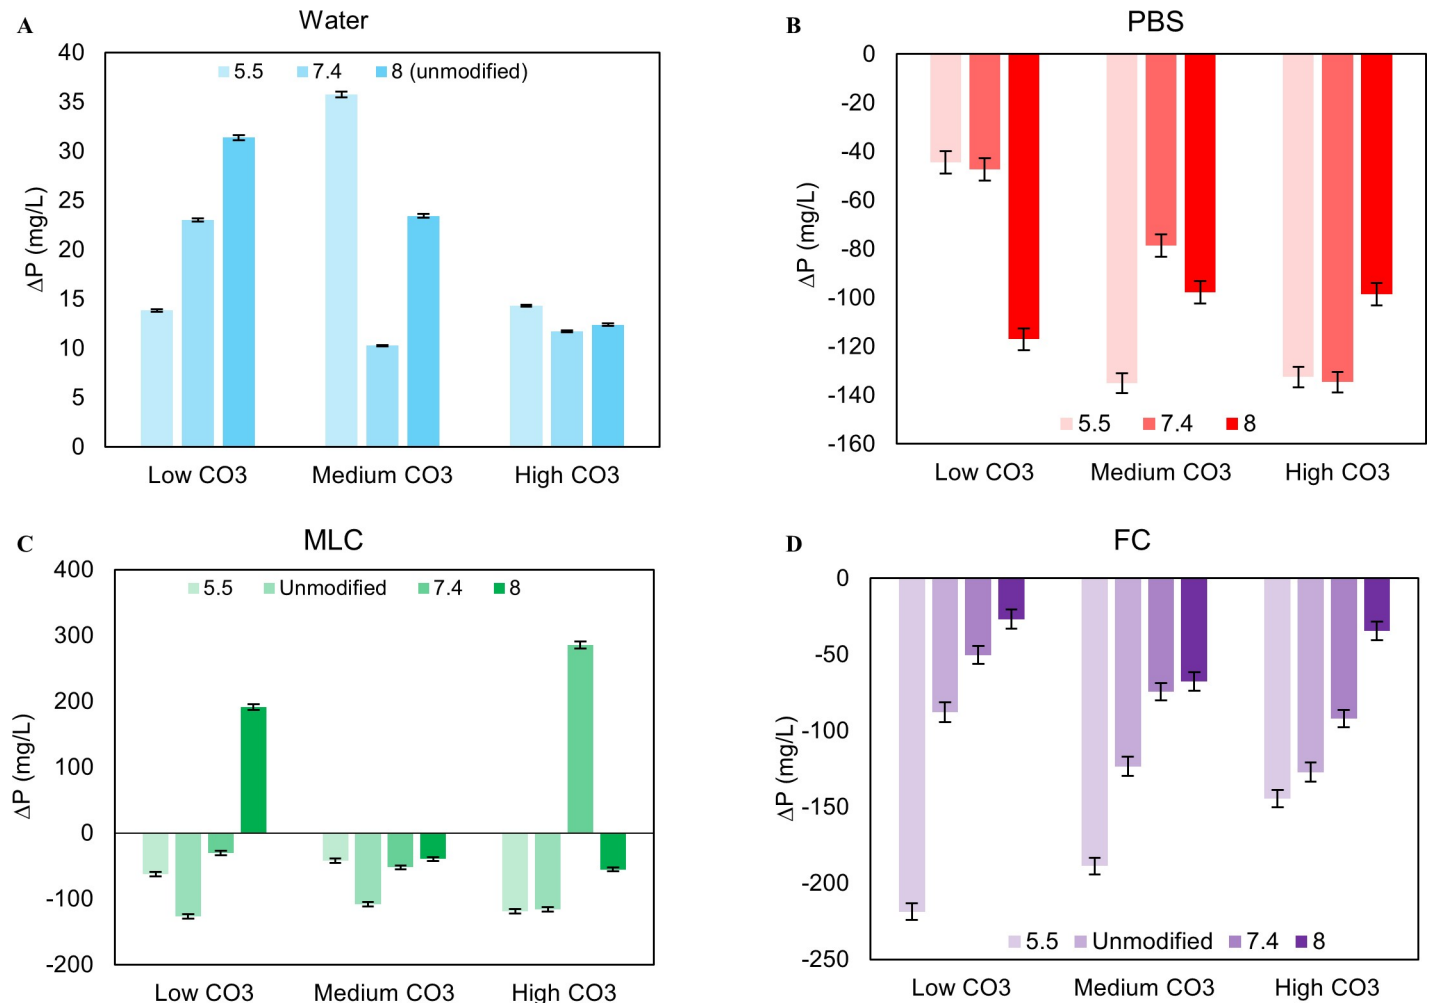 A
Water
40
35
30
25
20
15
10
5
0
ΔP (mg/L)
5.5 7.4 8 (unmodified)
Low CO3 Medium CO3 High CO3
B
PBS
0
-20
-40
-60
-80
-100
-120
-140
-160
ΔP (mg/L)
5.5 7.4 8
Low CO3 Medium CO3 High CO3
C
MLC
400
300
200
100
0
-100
-200
ΔP (mg/L)
5.5 Unmodified 7.4 8
Low CO3 Medium CO3 High CO3
D
FC
0
-50
-100
-150
-200
-250
ΔP (mg/L)
5.5 Unmodified 7.4 8
Low CO3 Medium CO3 High CO3